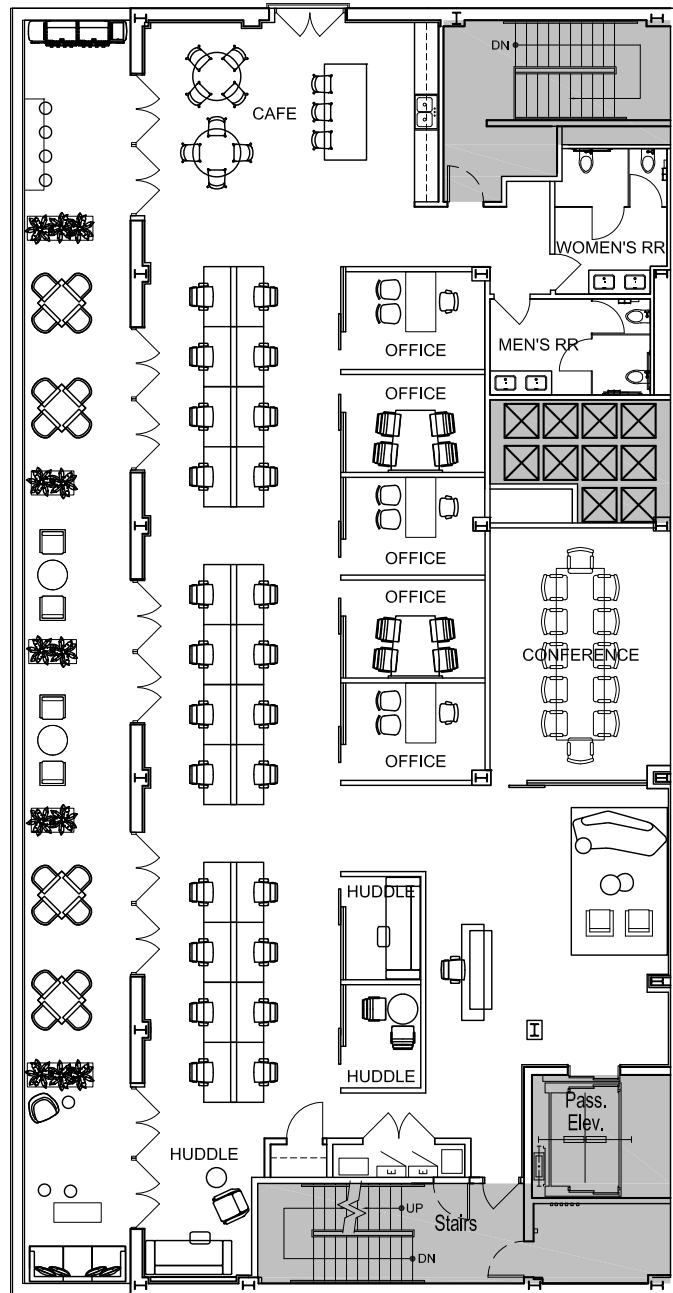 DN
CAFE
WOMEN'S RR
MEN'S RR
OFFICE
OFFICE
OFFICE
OFFICE
CONFERENCE
OFFICE
HUDDLE
HUDDLE
Pass.
Elev.
HUDDLE
UP
Stairs
DN